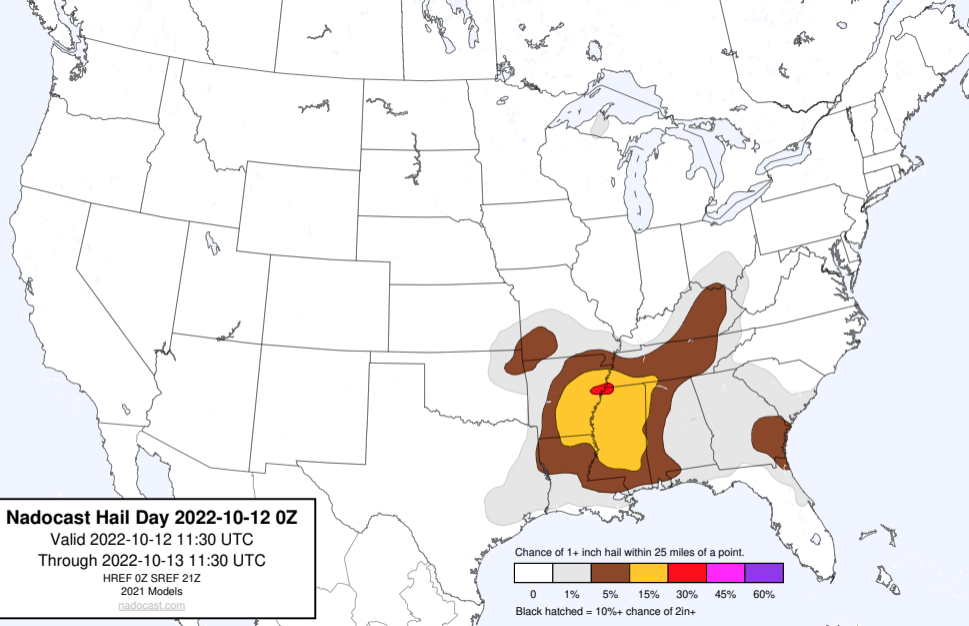 Nadocast Hail Day 2022-10-12 0Z
Valid 2022-10-12 11:30 UTC
Through 2022-10-13 11:30 UTC
HREF 0Z SREF 21Z
2021 Models
nadocast.com
Chance of 1+ inch hail within 25 miles of a point.
0 1% 5% 15% 30% 45% 60%
Black hatched = 10%+ chance of 2in+